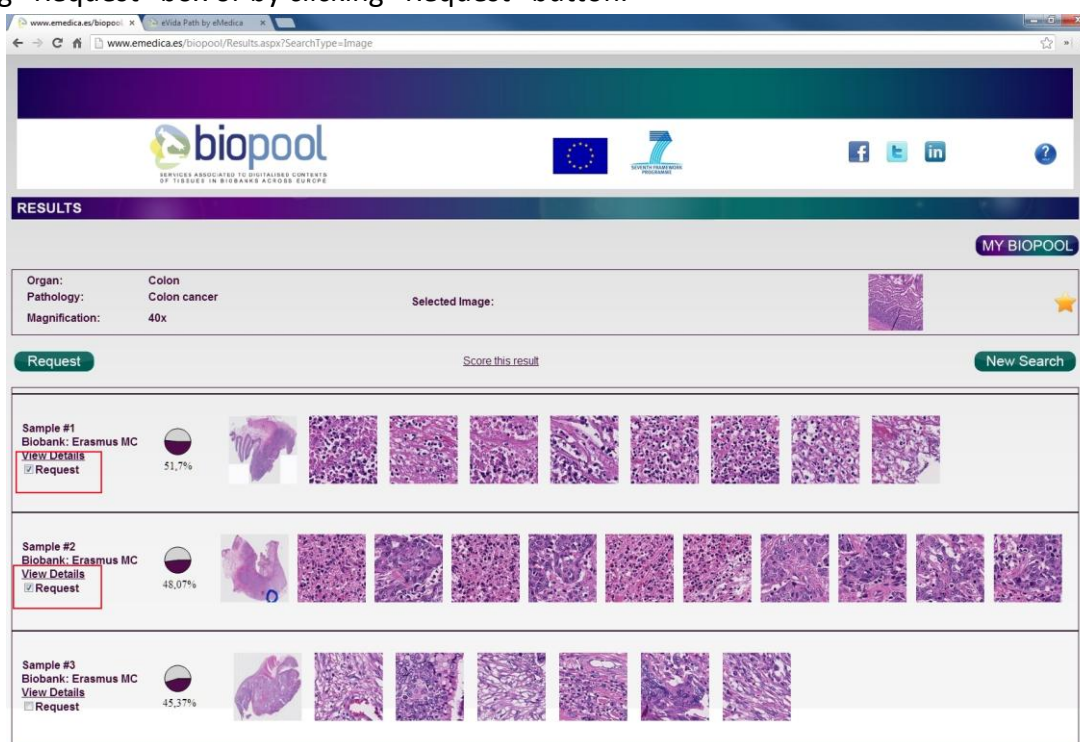 "Request" box or by clicking "Request" button.
www.emedica.es/biopool
eVida Path by eMedica
www.emedica.es/biopool/Results.aspx?SearchType=Image
biopool
SERVICES ASSOCIATED TO DIGITALISED CONTENTS
OF TISSUES IN BIOBANKS ACROSS EUROPE
SEVENTH FRAMEWORK
PROGRAMME
RESULTS
MY BIOPOOL
Organ: Colon
Pathology: Colon cancer
Selected Image:
Magnification: 40x
Request Score this result New Search
Sample #1
Biobank: Erasmus MC
View Details
Request
51,7%
Sample #2
Biobank: Erasmus MC
View Details
Request
48,07%
Sample #3
Biobank: Erasmus MC
View Details
Request
45,37%